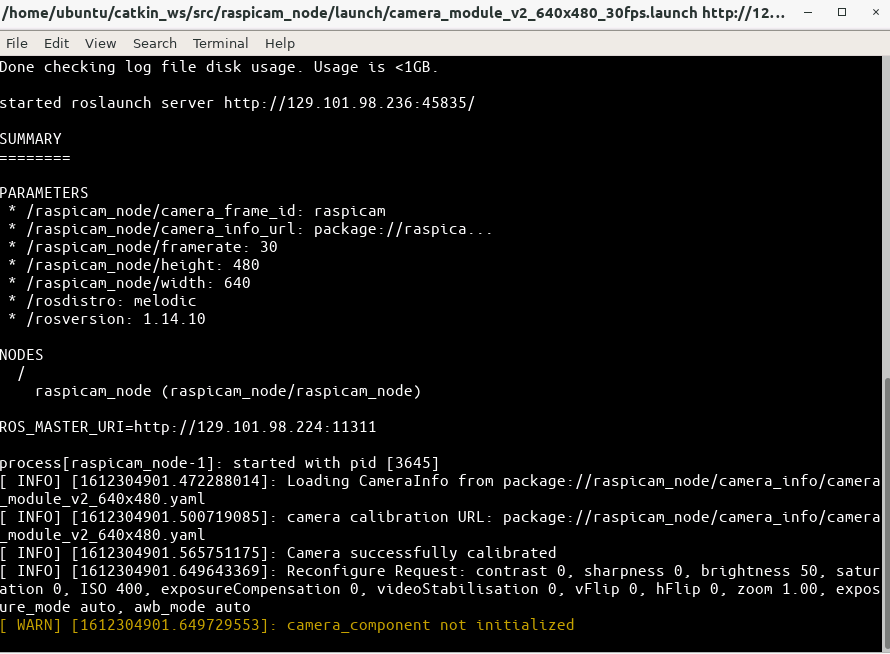 /home/ubuntu/catkin_ws/src/raspicam_node/launch/camera_module_v2_640x480_30fps.launch http://12...
File Edit View Search Terminal Help
Done checking log file disk usage. Usage is <1GB.
started roslaunch server http://129.101.98.236:45835/
SUMMARY
========
PARAMETERS
* /raspicam_node/camera_frame_id: raspicam
* /raspicam_node/camera_info_url: package://raspica...
* /raspicam_node/framerate: 30
* /raspicam_node/height: 480
* /raspicam_node/width: 640
* /rosdistro: melodic
* /rosversion: 1.14.10
NODES
/
raspicam_node (raspicam_node/raspicam_node)
ROS_MASTER_URI=http://129.101.98.224:11311
process[raspicam_node-1]: started with pid [3645]
[ INFO] [1612304901.472288014]: Loading CameraInfo from package://raspicam_node/camera_info/camera
_module_v2_640x480.yaml
[ INFO] [1612304901.500719085]: camera calibration URL: package://raspicam_node/camera_info/camera
_module_v2_640x480.yaml
[ INFO] [1612304901.565751175]: Camera successfully calibrated
[ INFO] [1612304901.649643369]: Reconfigure Request: contrast 0, sharpness 0, brightness 50, satur
ation 0, ISO 400, exposureCompensation 0, videoStabilisation 0, vFlip 0, hFlip 0, zoom 1.00, expos
ure_mode auto, awb_mode auto
[ WARN] [1612304901.649729553]: camera_component not initialized